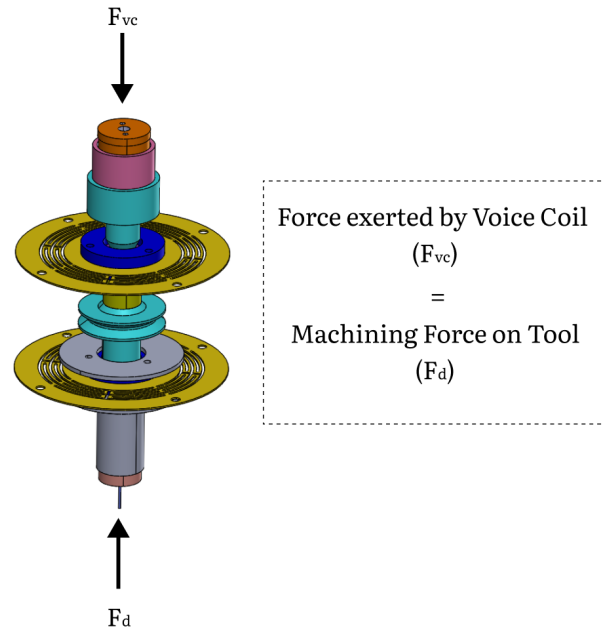 Fvc
Force exerted by Voice Coil
(Fvc)
=
Machining Force on Tool
(Fd)
Fd